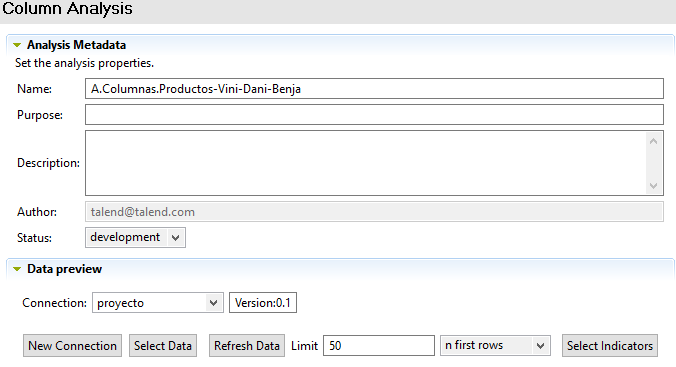 Column Analysis
Analysis Metadata
Set the analysis properties.
Name: A.Columnas.Productos-Vini-Dani-Benja
Purpose:
Description:
Author: talend@talend.com
Status: development
Data preview
Connection: proyecto Version:0.1
New Connection Select Data Refresh Data Limit 50 n first rows Select Indicators